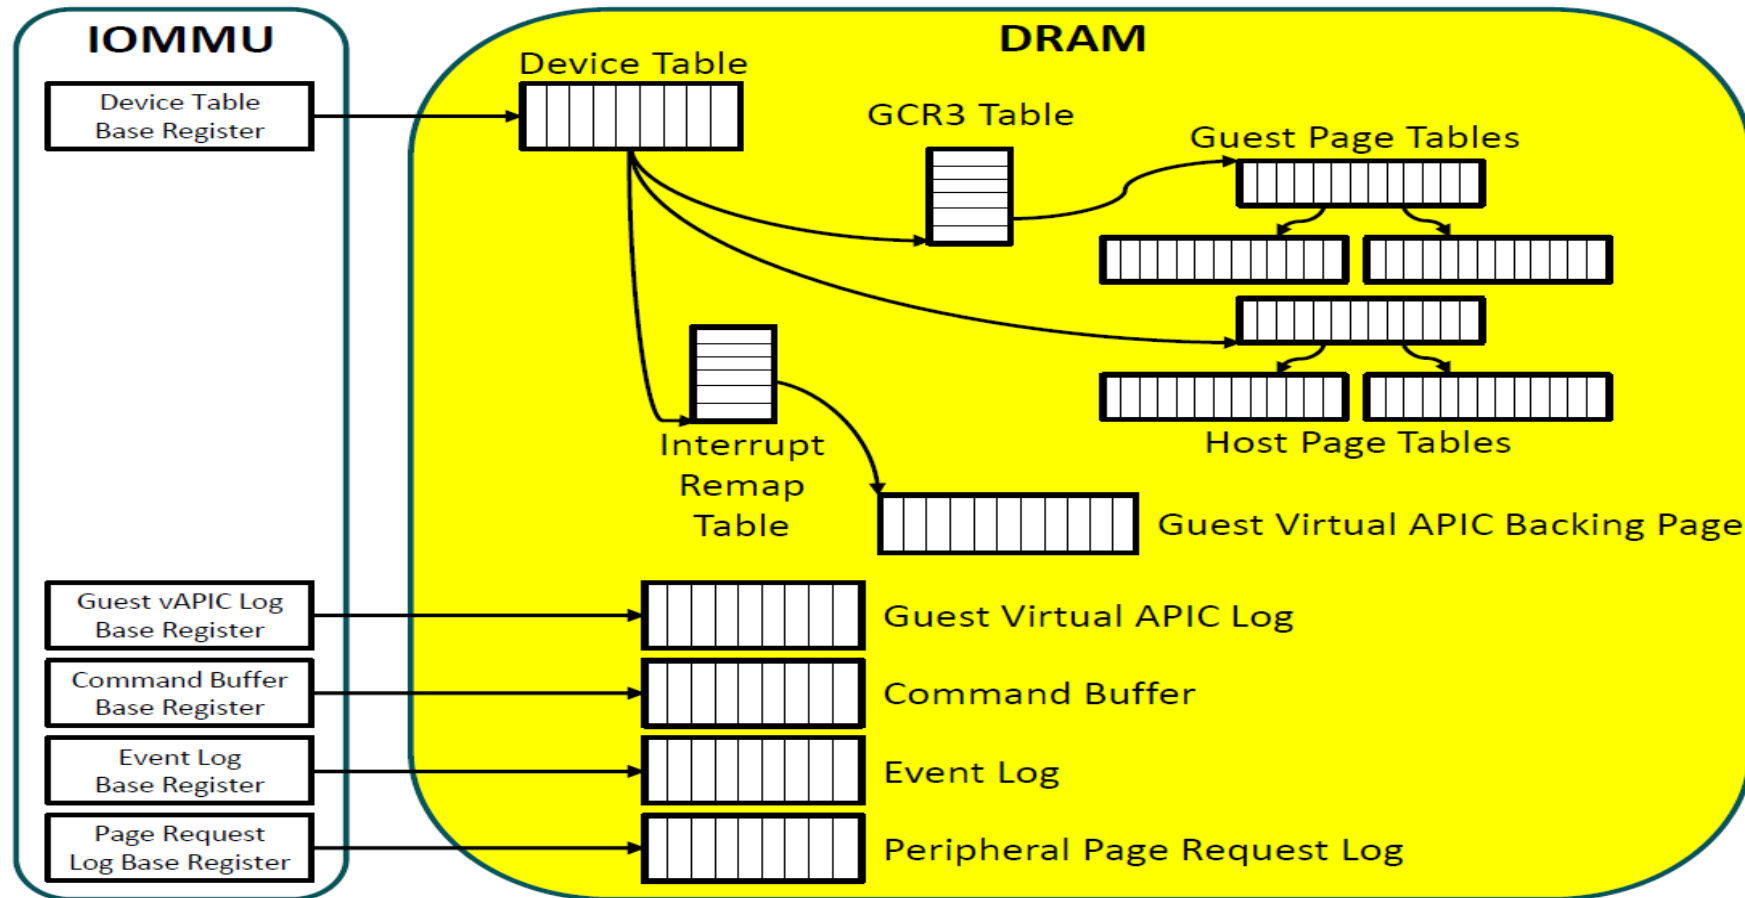 IOMMU
Device Table
Base Register
Guest vAPIC Log
Base Register
Command Buffer
Base Register
Event Log
Base Register
Page Request
Log Base Register
DRAM
Device Table
GCR3 Table
Guest Page Tables
Host Page Tables
Interrupt
Remap
Table
Guest Virtual APIC Backing Page
Guest Virtual APIC Log
Command Buffer
Event Log
Peripheral Page Request Log